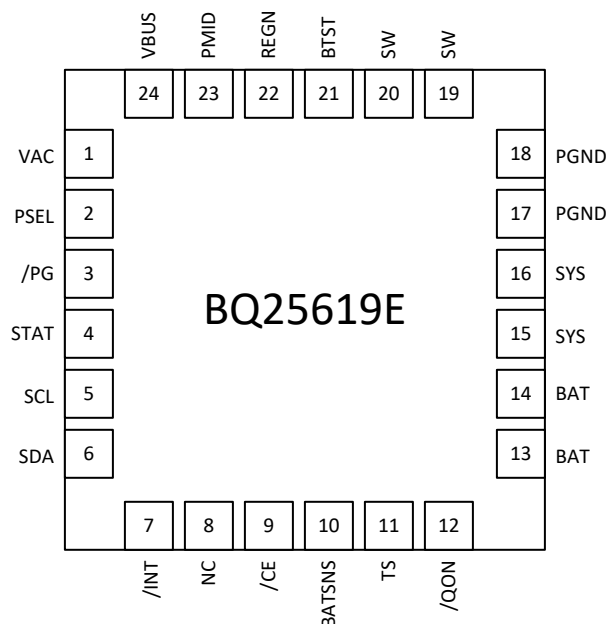 VBUS PMID REGN BTST SW SW
24 23 22 21 20 19
VAC 1 18 PGND
PSEL 2 17 PGND
/PG 3 16 SYS
BQ25619E
STAT 4 15 SYS
SCL 5 14 BAT
SDA 6 13 BAT
7 8 9 10 11 12
/INT NC /CE BATSNS TS /QON